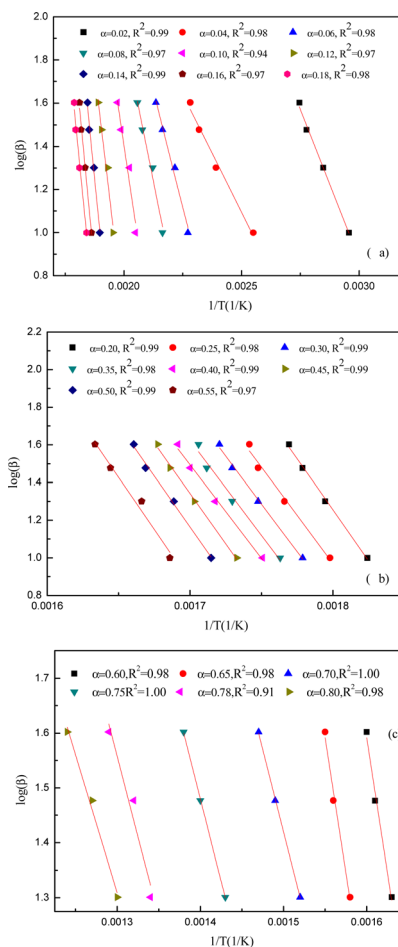 α=0.02, R²=0.99 α=0.04, R²=0.98 α=0.06, R²=0.98
α=0.08, R²=0.97 α=0.10, R²=0.94 α=0.12, R²=0.97
α=0.14, R²=0.99 α=0.16, R²=0.97 α=0.18, R²=0.98
2.0
1.8
1.6
1.4
1.2
1.0
0.8
log(β)
( a)
0.0020 0.0025 0.0030
1/T(1/K)
2.2
α=0.20, R²=0.99 α=0.25, R²=0.98 α=0.30, R²=0.99
α=0.35, R²=0.98 α=0.40, R²=0.99 α=0.45, R²=0.99
α=0.50, R²=0.99 α=0.55, R²=0.97
2.0
1.8
1.6
1.4
1.2
1.0
0.8
log(β)
( b)
0.0016 0.0017 0.0018
1/T(1/K)
α=0.60,R²=0.98 α=0.65,R²=0.98 α=0.70,R²=1.00
α=0.75R²=1.00 α=0.78,R²=0.91 α=0.80,R²=0.98
1.7
1.6
1.5
1.4
1.3
log(β)
(c
0.0013 0.0014 0.0015 0.0016
1/T(1/K)